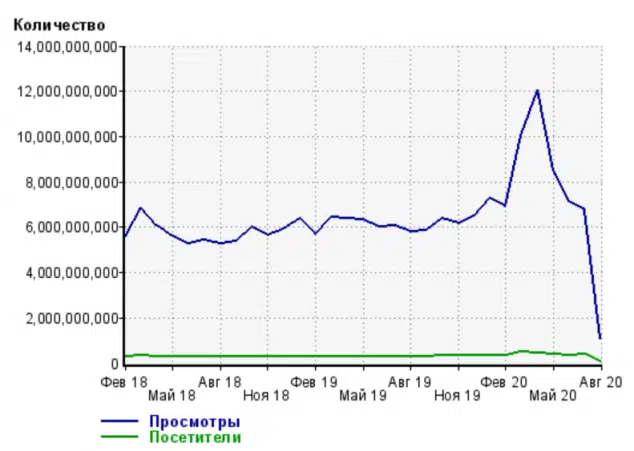 Количество
14,000,000,000
12,000,000,000
10,000,000,000
8,000,000,000
6,000,000,000
4,000,000,000
2,000,000,000
0
Фев 18 Авг 18 Фев 19 Авг 19 Фев 20 Авг 20
Май 18 Ноя 18 Май 19 Ноя 19 Май 20
Просмотры
Посетители